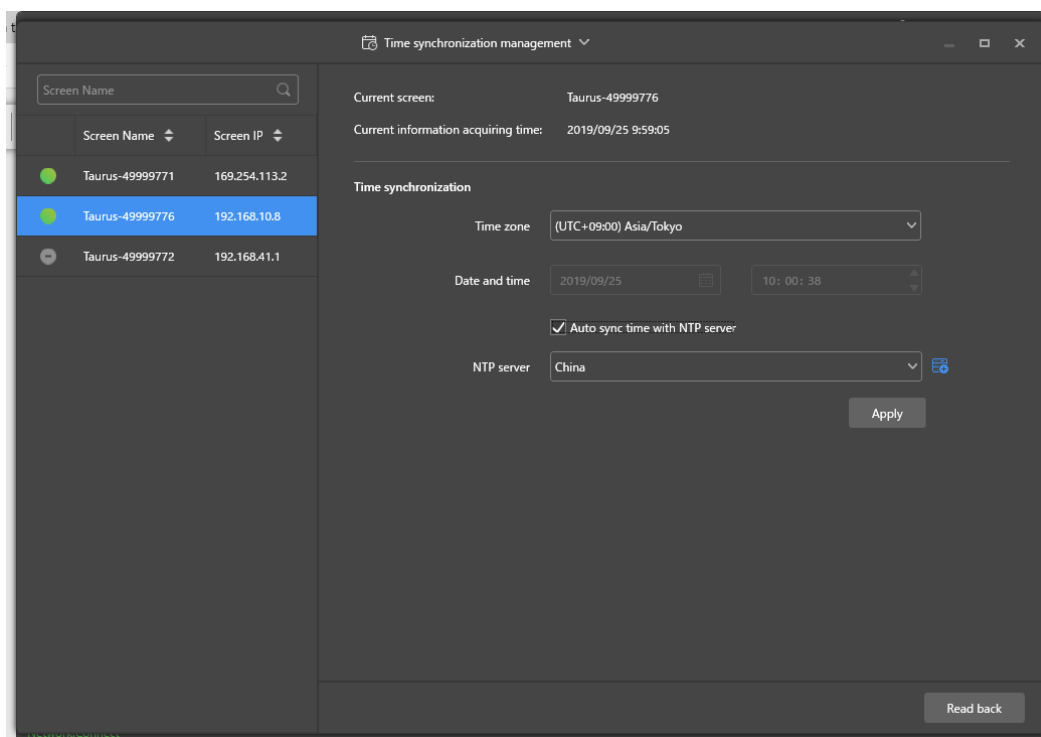 Time synchronization management
Screen Name
Screen Name Screen IP
Taurus-49999771 169.254.113.2
Taurus-49999776 192.168.10.8
Taurus-49999772 192.168.41.1
Current screen: Taurus-49999776
Current information acquiring time: 2019/09/25 9:59:05
Time synchronization
Time zone (UTC+09:00) Asia/Tokyo
Date and time 2019/09/25 10: 00: 38
Auto sync time with NTP server
NTP server China
Apply
Read back